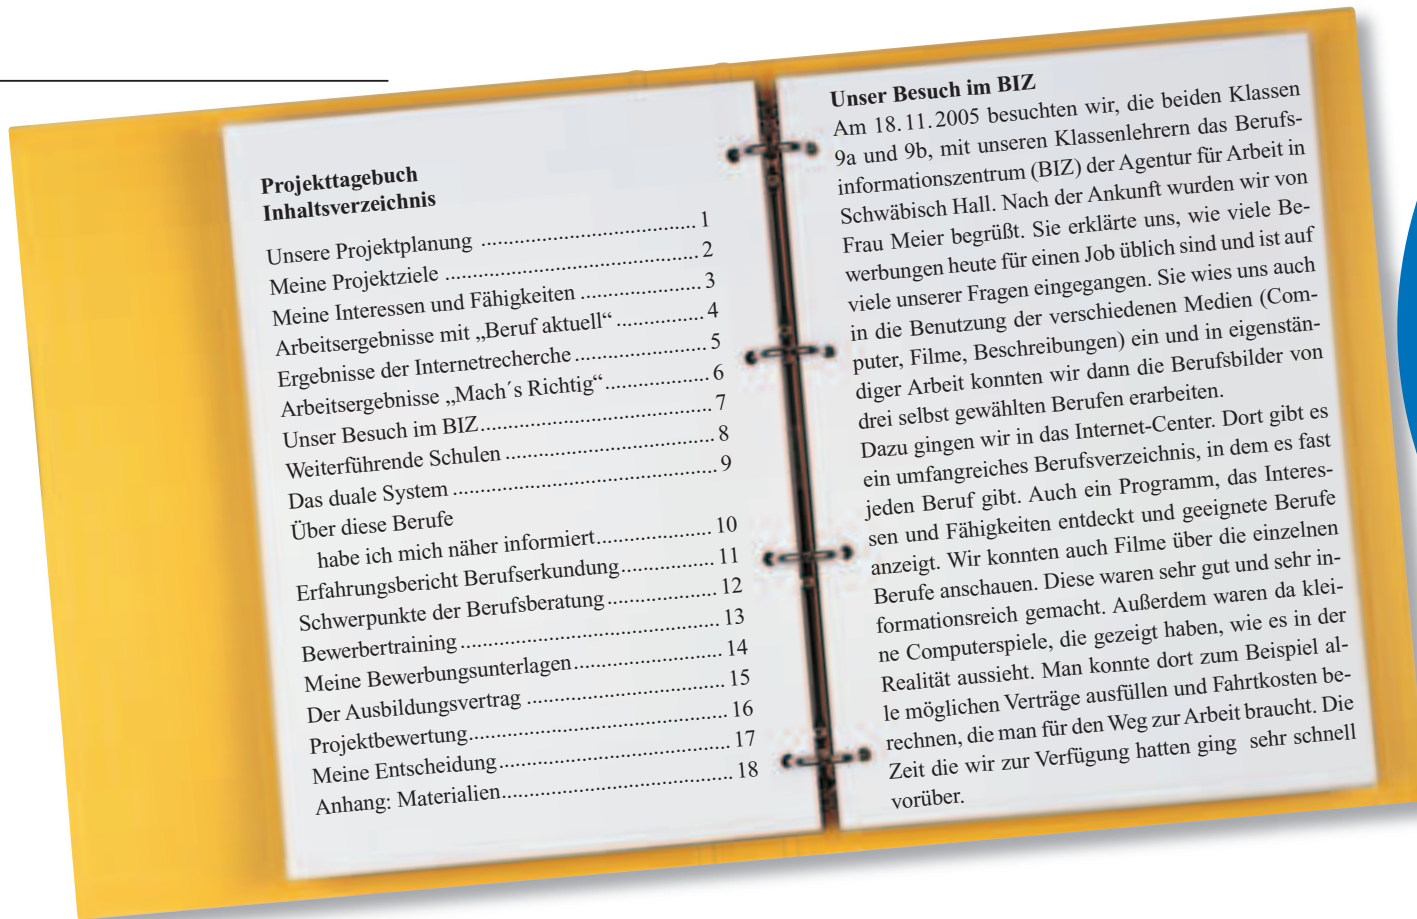 Projekttagebuch
Inhaltsverzeichnis
Unsere Projektplanung ....................................... 1
Meine Projektziele .............................................. 2
Meine Interessen und Fähigkeiten ...................... 3
Arbeitsergebnisse mit „Beruf aktuell“ ................ 4
Ergebnisse der Internetrecherche ........................ 5
Arbeitsergebnisse „Mach´s Richtig“ ................... 6
Unser Besuch im BIZ .......................................... 7
Weiterführende Schulen ...................................... 8
Das duale System ................................................ 9
Über diese Berufe
habe ich mich näher informiert ..................... 10
Erfahrungsbericht Berufserkundung ................. 11
Schwerpunkte der Berufsberatung .................... 12
Bewerbertraining ............................................... 13
Meine Bewerbungsunterlagen ........................... 14
Der Ausbildungsvertrag .................................... 15
Projektbewertung ............................................... 16
Meine Entscheidung .......................................... 17
Anhang: Materialien .......................................... 18
Unser Besuch im BIZ
Am 18.11.2005 besuchten wir, die beiden Klassen
9a und 9b, mit unseren Klassenlehrern das Berufs-
informationszentrum (BIZ) der Agentur für Arbeit in
Schwäbisch Hall. Nach der Ankunft wurden wir von
Frau Meier begrüßt. Sie erklärte uns, wie viele Be-
werbungen heute für einen Job üblich sind und ist auf
viele unserer Fragen eingegangen. Sie wies uns auch
in die Benutzung der verschiedenen Medien (Com-
puter, Filme, Beschreibungen) ein und in eigenstän-
diger Arbeit konnten wir dann die Berufsbilder von
drei selbst gewählten Berufen erarbeiten.
Dazu gingen wir in das Internet-Center. Dort gibt es
ein umfangreiches Berufsverzeichnis, in dem es fast
jeden Beruf gibt. Auch ein Programm, das Interes-
sen und Fähigkeiten entdeckt und geeignete Berufe
anzeigt. Wir konnten auch Filme über die einzelnen
Berufe anschauen. Diese waren sehr gut und sehr in-
formationsreich gemacht. Außerdem waren da klei-
ne Computerspiele, die gezeigt haben, wie es in der
Realität aussieht. Man konnte dort zum Beispiel al-
le möglichen Verträge ausfüllen und Fahrtkosten be-
rechnen, die man für den Weg zur Arbeit braucht. Die
Zeit die wir zur Verfügung hatten ging sehr schnell
vorüber.